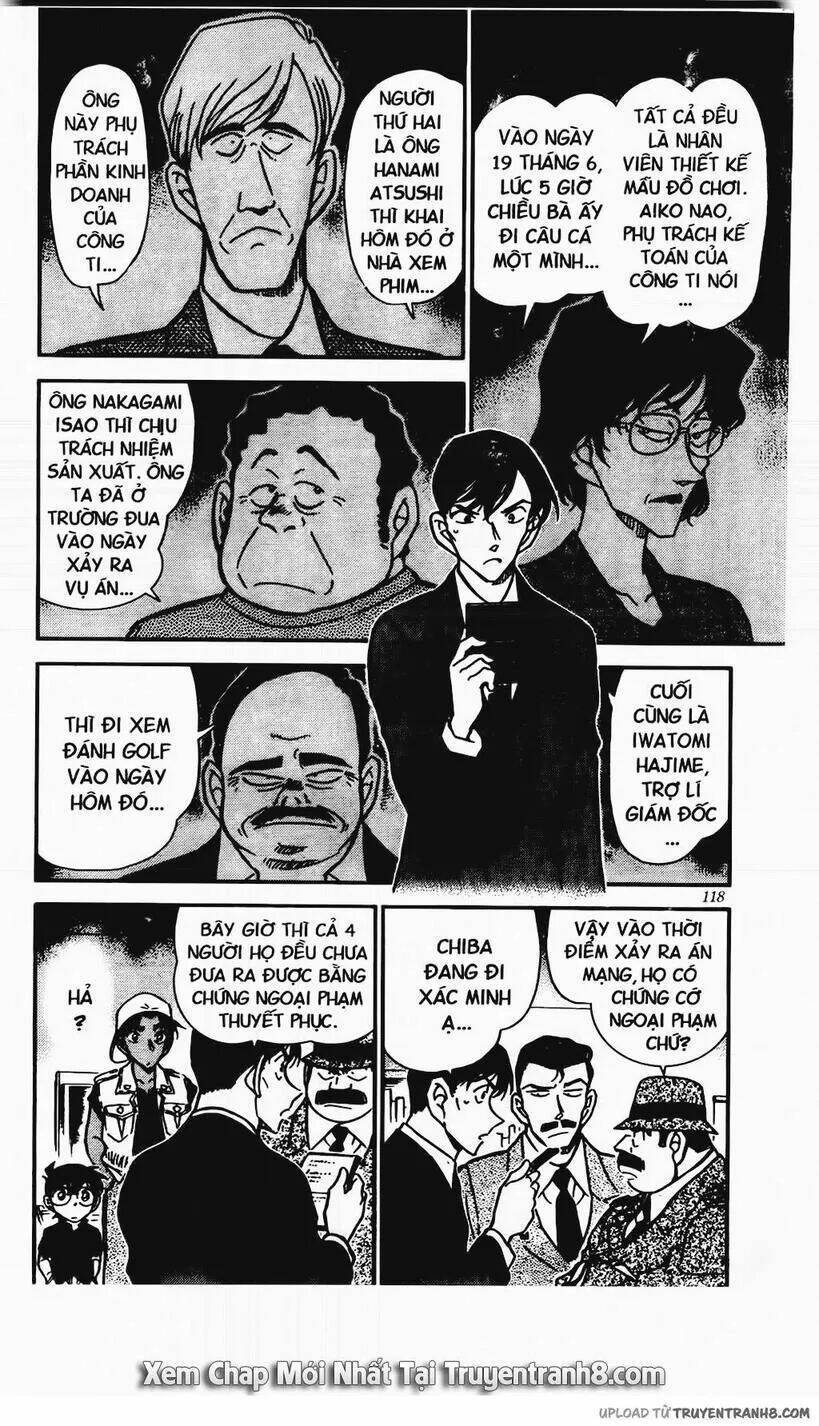 TẤT CẢ ĐỀU
LÀ NHÂN
VIÊN THIẾT KẾ
MẪU ĐỒ CHƠI.
AIKO NAO,
PHỤ TRÁCH KẾ
TOÁN CỦA
CÔNG TI NÓI
...
VÀO NGÀY
19 THÁNG 6,
LÚC 5 GIỜ
CHIỀU BÀ ẤY
ĐI CÂU CÁ
MỘT MÌNH...
NGƯỜI
THỨ HAI
LÀ ÔNG
HANAMI
ATSUSHI
THÌ KHAI
HÔM ĐÓ Ở
NHÀ XEM
PHIM...
ÔNG
NÀY PHỤ
TRÁCH
PHẦN KINH
DOANH
CỦA
CÔNG
TI...
ÔNG NAKAGAMI
ISAO THÌ CHỊU
TRÁCH NHIỆM
SẢN XUẤT. ÔNG
TA ĐÃ Ở
TRƯỜNG ĐUA
VÀO NGÀY
XẢY RA
VỤ ÁN...
CUỐI
CÙNG LÀ
IWATOMI
HAJIME,
TRỢ LÍ
GIÁM ĐỐC
...
THÌ ĐI XEM
ĐÁNH GOLF
VÀO NGÀY
HÔM ĐÓ...
118
VẬY VÀO THỜI
ĐIỂM XẢY RA ÁN
MẠNG, HỌ CÓ
CHỨNG CỚ
NGOẠI PHẠM
CHỨ?
CHIBA
ĐANG ĐI
XÁC MINH
Ạ...
BÂY GIỜ THÌ CẢ 4
NGƯỜI HỌ ĐỀU CHƯA
ĐƯA RA ĐƯỢC BẰNG
CHỨNG NGOẠI PHẠM
THUYẾT PHỤC.
HẢ
?
Xem Chap Mới Nhất Tại Truyentranh8.com
UPLOAD TỪ TRUYENTRANH8.COM